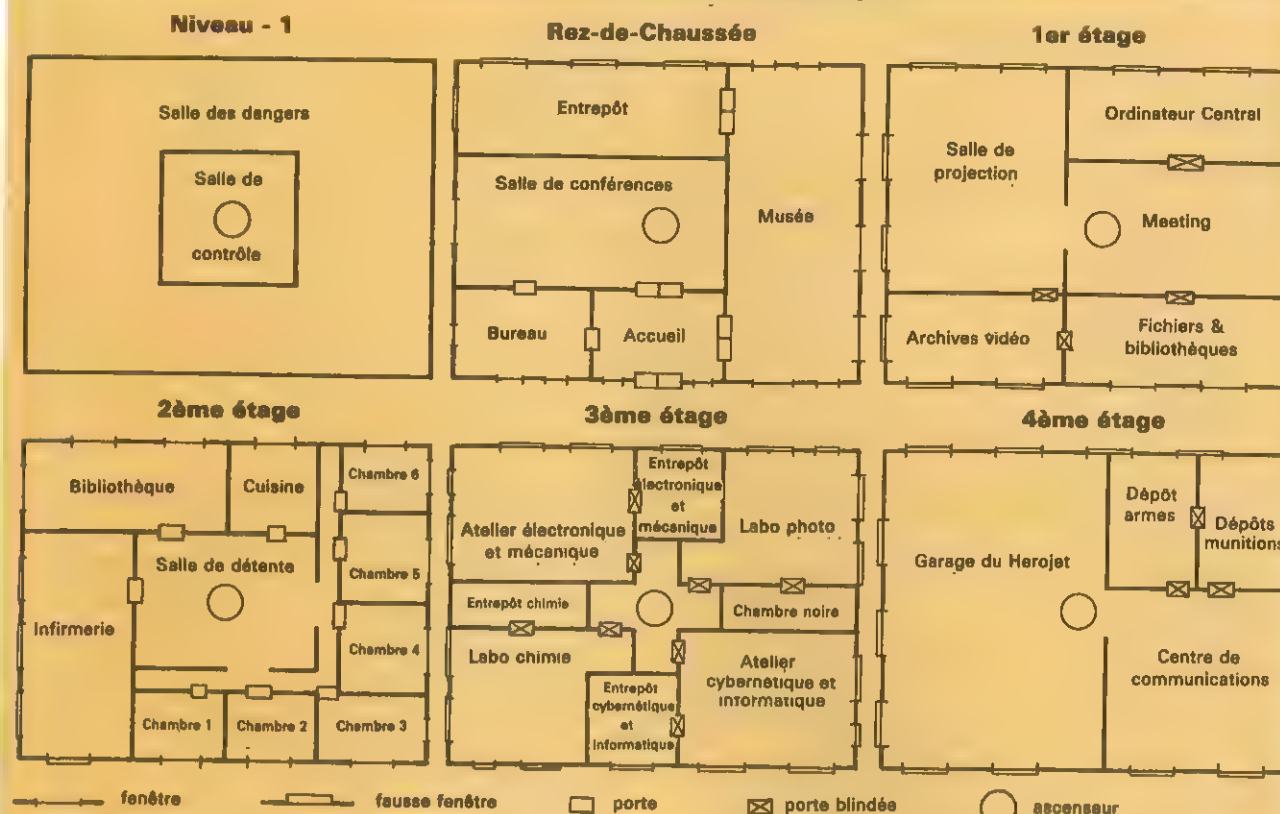 Niveau - 1
Salle des dangers
Salle de
contrôle
Rez-de-Chaussée
Entrepôt
Salle de conférences
Musée
Bureau
Accueil
1er étage
Ordinateur Central
Salle de
projection
Meeting
Archives vidéo
Fichiers &
bibliothèques
2ème étage
Bibliothèque
Cuisine
Chambre 6
Salle de détente
Chambre 5
Infirmerie
Chambre 4
Chambre 1
Chambre 2
Chambre 3
3ème étage
Entrepôt
électronique
et
mécanique
Atelier électronique
et mécanique
Labo photo
Entrepôt chimie
Chambre noire
Labo chimie
Atelier
cybernétique et
informatique
Entrepôt
cybernétique
et
informatique
4ème étage
Dépôt
armes
Dépôts
munitions
Garage du Herojet
Centre de
communications
fenêtre
fausse fenêtre
porte
porte blindée
ascenseur